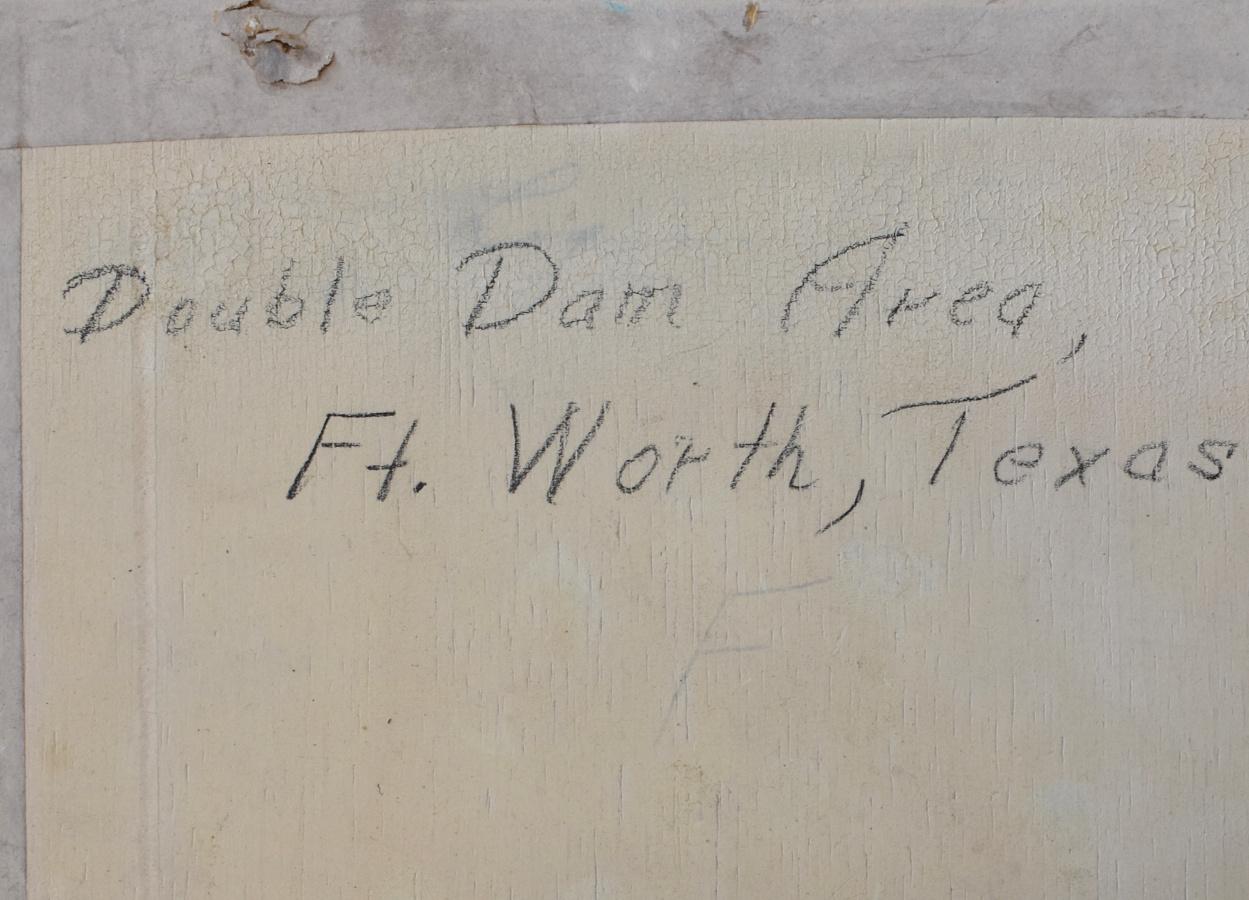 Double Dam Area,
Ft. Worth, Texas
F